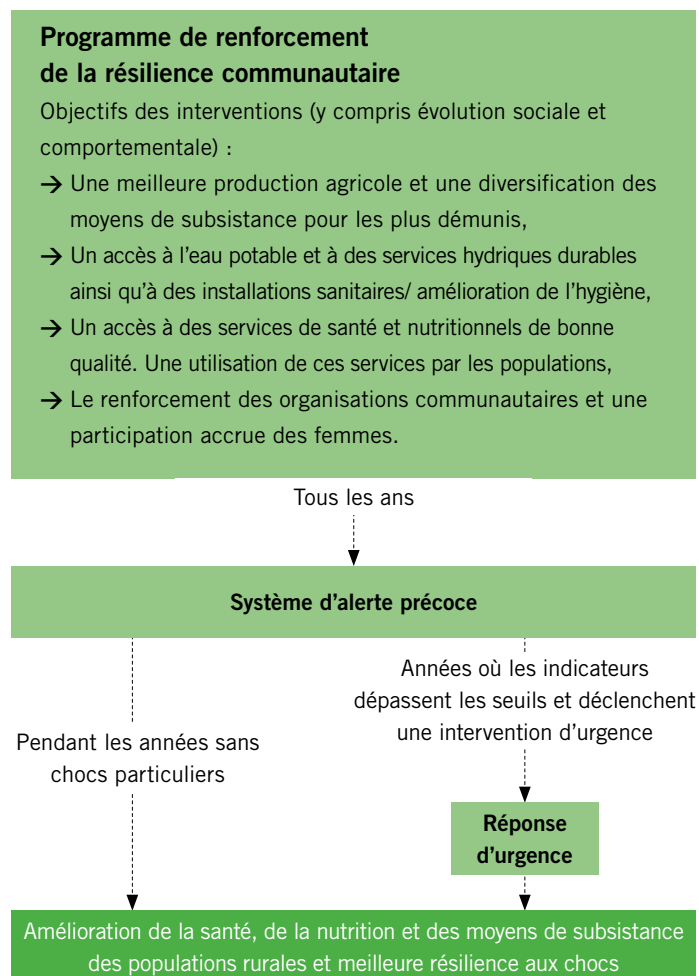 Programme de renforcement
de la résilience communautaire
Objectifs des interventions (y compris évolution sociale et
comportementale) :
→ Une meilleure production agricole et une diversification des
moyens de subsistance pour les plus démunis,
→ Un accès à l’eau potable et à des services hydriques durables
ainsi qu’à des installations sanitaires/ amélioration de l’hygiène,
→ Un accès à des services de santé et nutritionnels de bonne
qualité. Une utilisation de ces services par les populations,
→ Le renforcement des organisations communautaires et une
participation accrue des femmes.
Tous les ans
Système d’alerte précoce
Pendant les années sans
chocs particuliers
Années où les indicateurs
dépassent les seuils et déclenchent
une intervention d’urgence
Réponse
d’urgence
Amélioration de la santé, de la nutrition et des moyens de subsistance
des populations rurales et meilleure résilience aux chocs